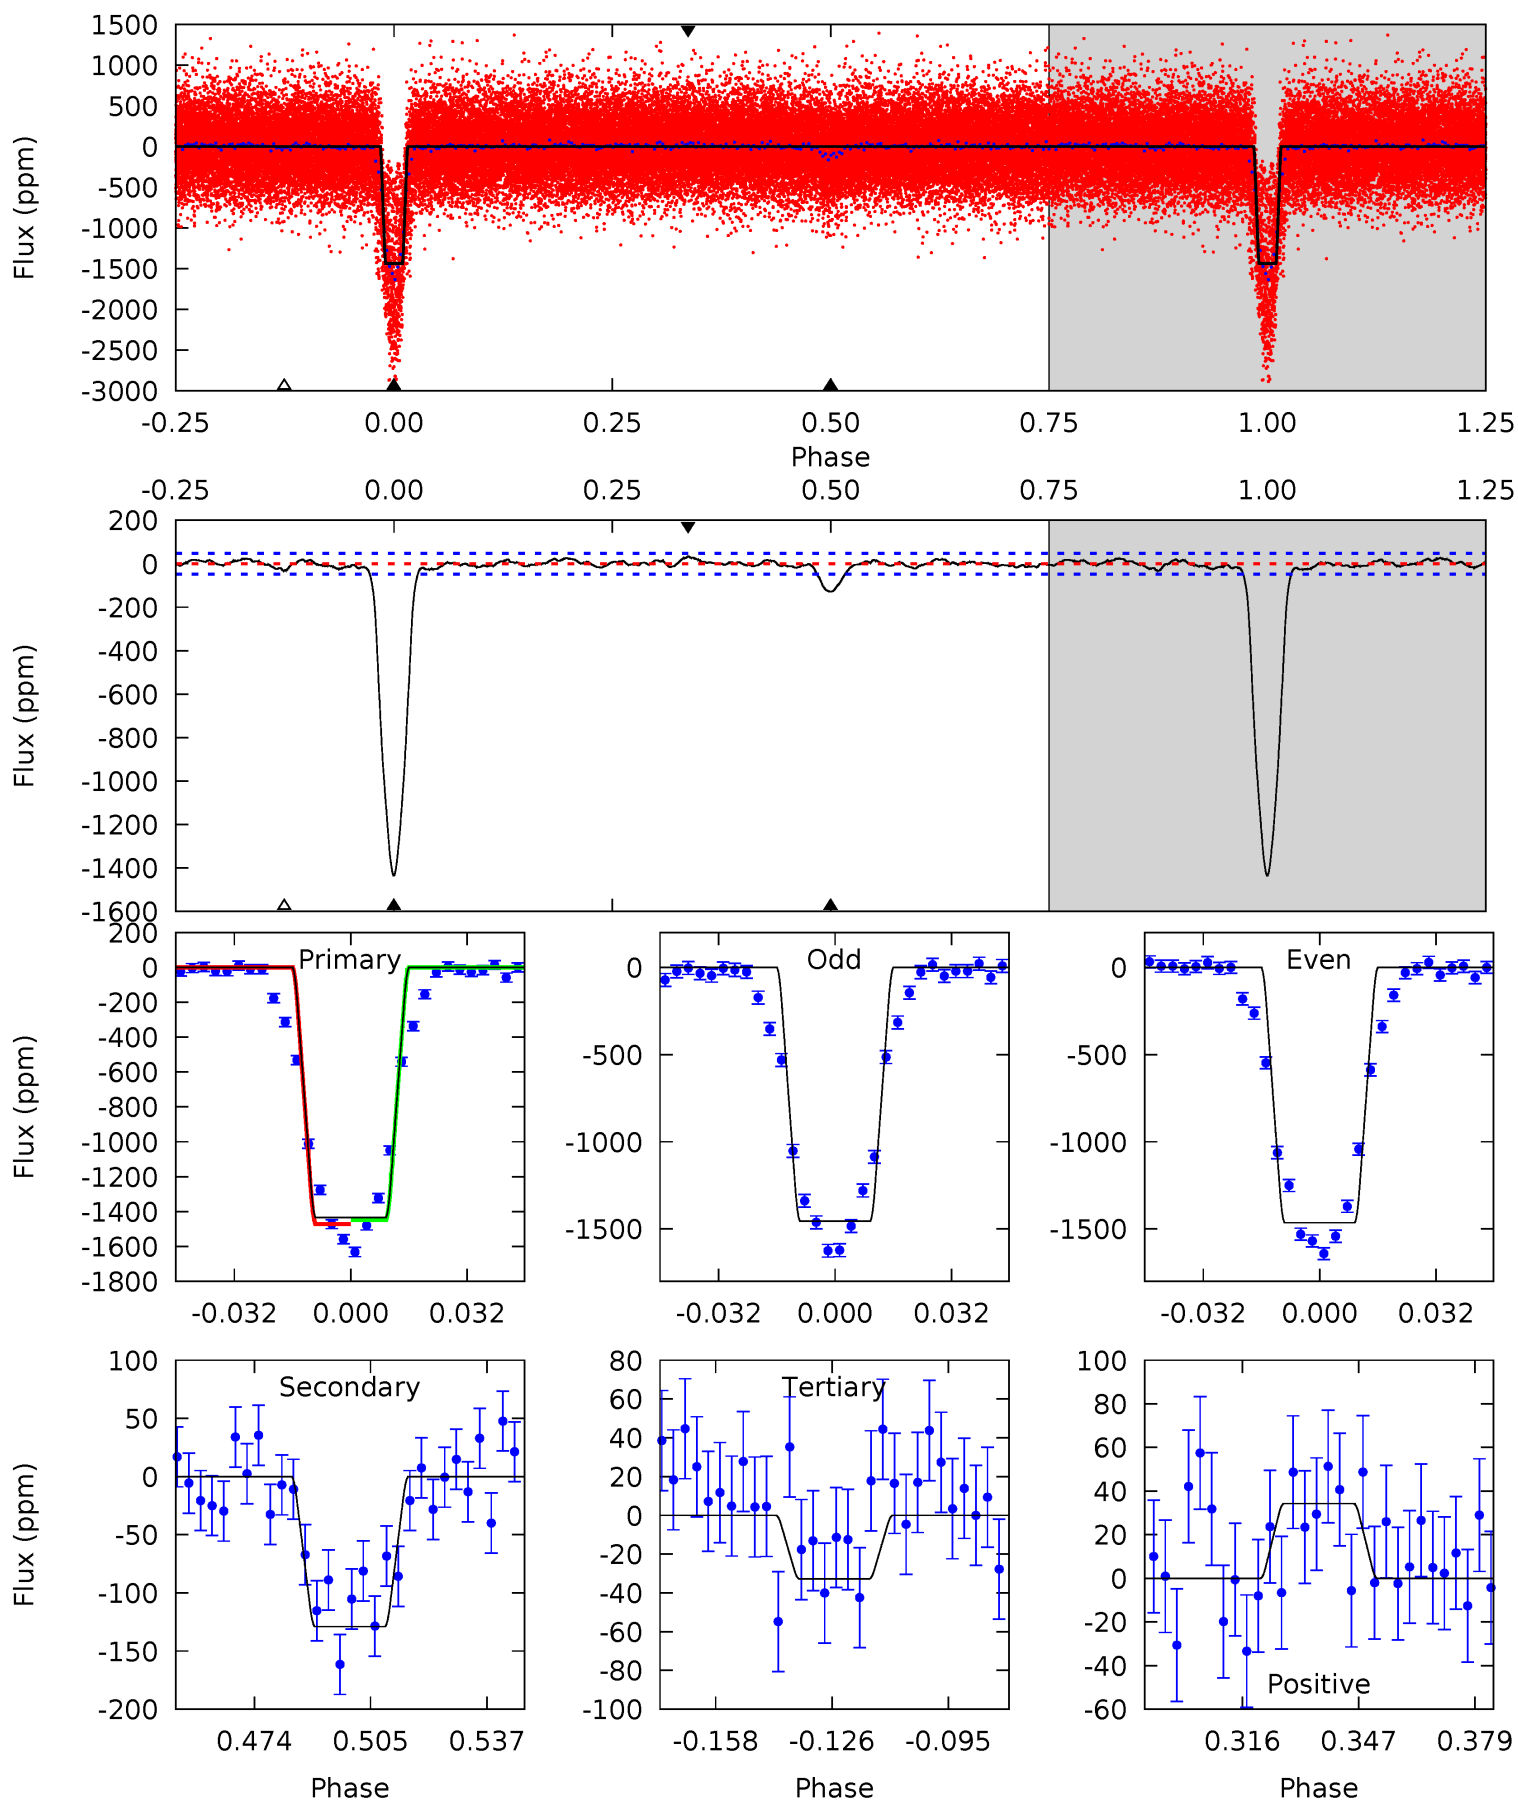 1500
1000
500
0
-500
-1000
-1500
-2000
-2500
-3000
Flux (ppm)
-0.25 0.00 0.25 0.50 0.75 1.00 1.25
Phase
-0.25 0.00 0.25 0.50 0.75 1.00 1.25
200
0
-200
-400
-600
-800
-1000
-1200
-1400
-1600
Flux (ppm)
Primary
200
0
-200
-400
-600
-800
-1000
-1200
-1400
-1600
-1800
Flux (ppm)
-0.032 0.000 0.032
Odd
0
-500
-1000
-1500
-0.032 0.000 0.032
Even
0
-500
-1000
-1500
-0.032 0.000 0.032
Secondary
100
50
0
-50
-100
-150
-200
Flux (ppm)
0.474 0.505 0.537
Phase
Tertiary
80
60
40
20
0
-20
-40
-60
-80
-100
-0.158 -0.126 -0.095
Phase
Positive
100
80
60
40
20
0
-20
-40
-60
0.316 0.347 0.379
Phase